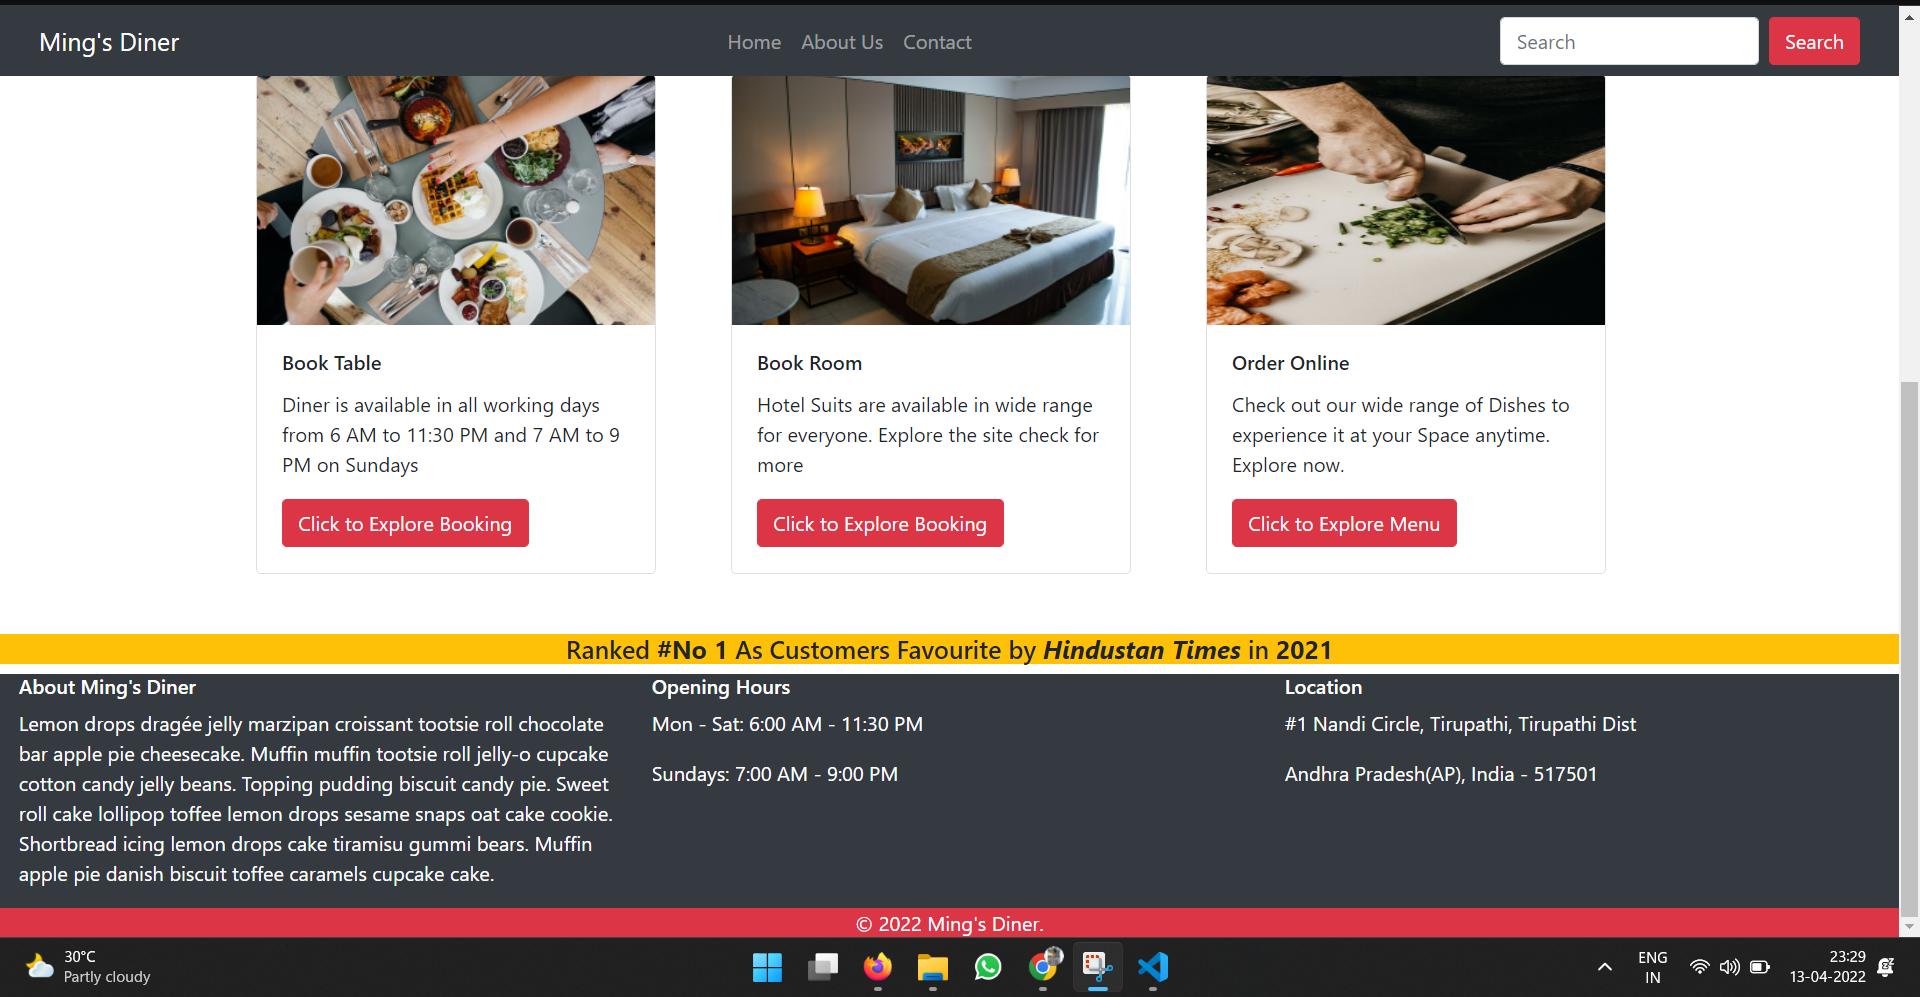 Ming's Diner
Home About Us Contact
Search
Search
Book Table
Diner is available in all working days
from 6 AM to 11:30 PM and 7 AM to 9
PM on Sundays
Click to Explore Booking
Book Room
Hotel Suits are available in wide range
for everyone. Explore the site check for
more
Click to Explore Booking
Order Online
Check out our wide range of Dishes to
experience it at your Space anytime.
Explore now.
Click to Explore Menu
Ranked #No 1 As Customers Favourite by Hindustan Times in 2021
About Ming's Diner
Lemon drops dragée jelly marzipan croissant tootsie roll chocolate
bar apple pie cheesecake. Muffin muffin tootsie roll jelly-o cupcake
cotton candy jelly beans. Topping pudding biscuit candy pie. Sweet
roll cake lollipop toffee lemon drops sesame snaps oat cake cookie.
Shortbread icing lemon drops cake tiramisu gummi bears. Muffin
apple pie danish biscuit toffee caramels cupcake cake.
Opening Hours
Mon - Sat: 6:00 AM - 11:30 PM
Sundays: 7:00 AM - 9:00 PM
Location
#1 Nandi Circle, Tirupathi, Tirupathi Dist
Andhra Pradesh(AP), India - 517501
© 2022 Ming's Diner.
30°C
Partly cloudy
ENG
IN
23:29
13-04-2022